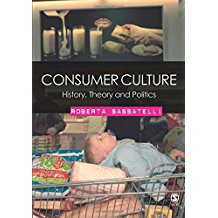 CONSUMER CULTURE
History, Theory and Politics
ROBERTA SASSATELLI
SAGE